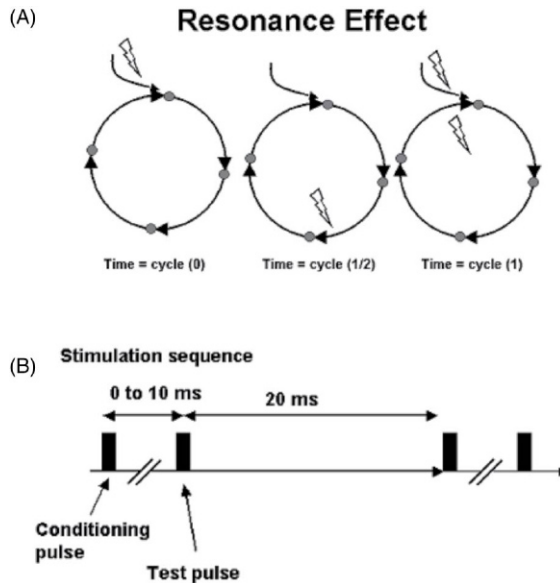 (A)
Resonance Effect
Time = cycle (0)
Time = cycle (1/2)
Time = cycle (1)
(B)
Stimulation sequence
0 to 10 ms
20 ms
Conditioning
pulse
Test pulse